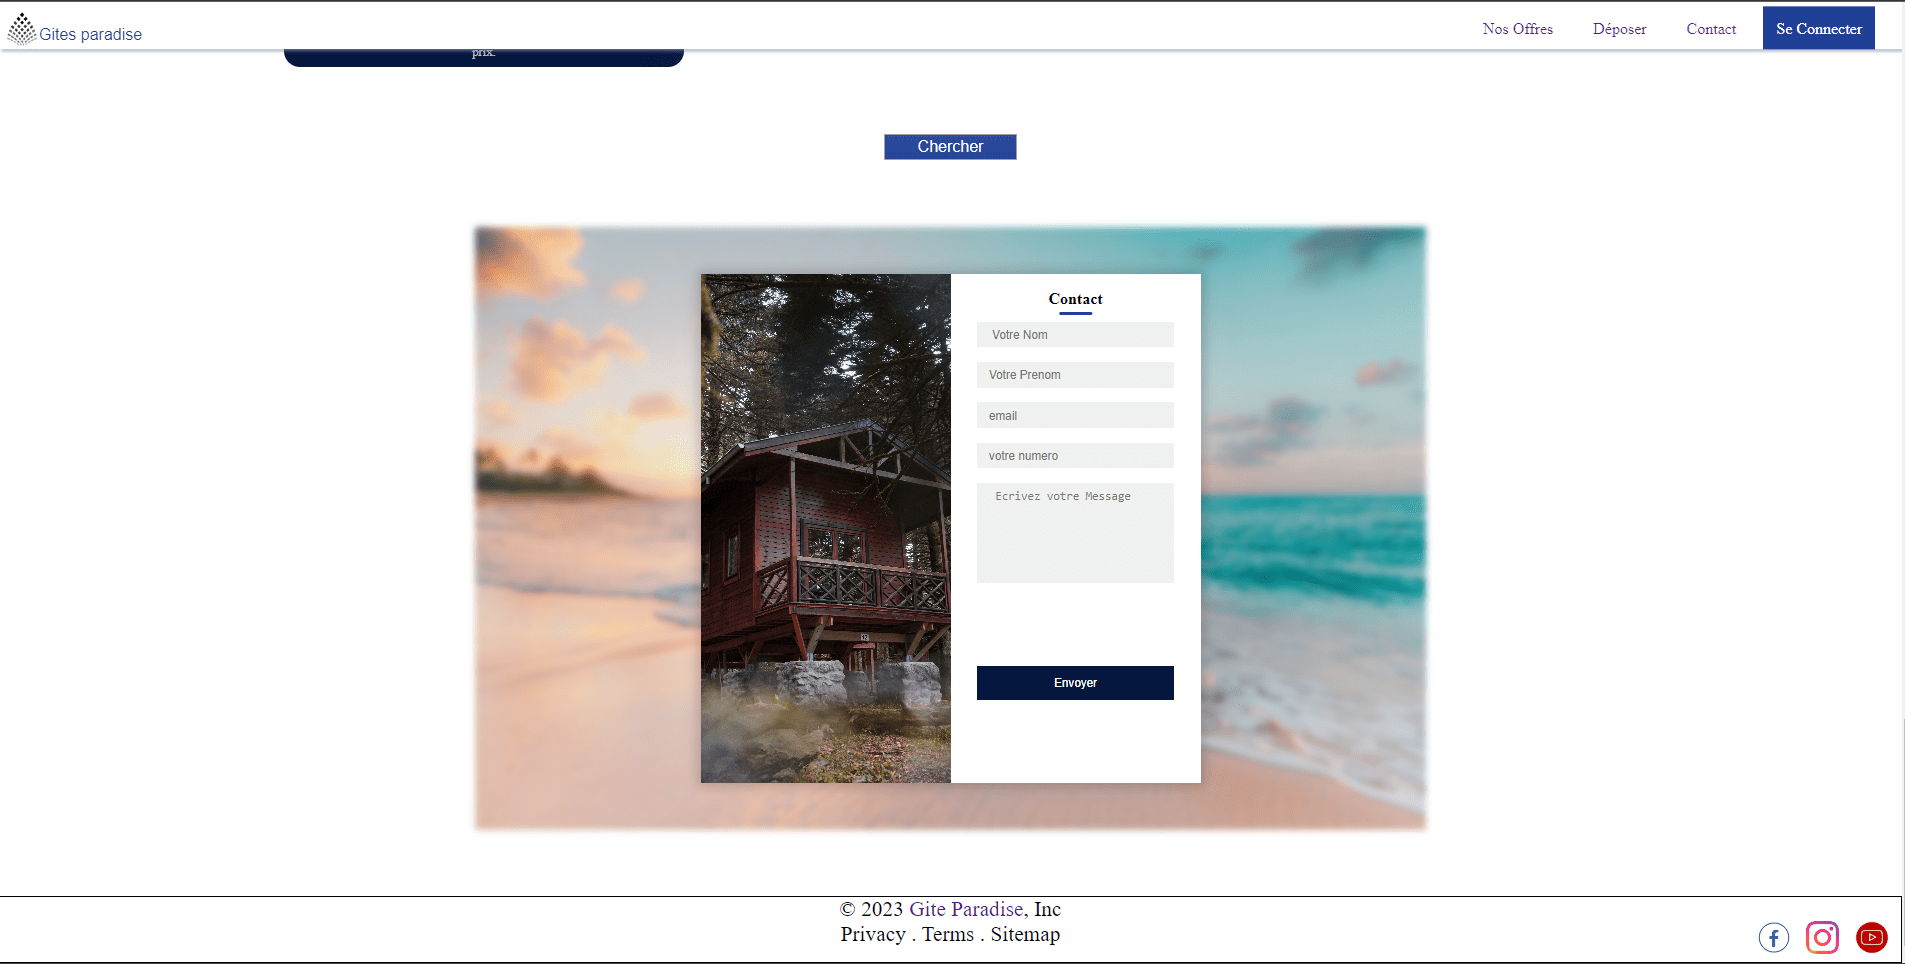 Gites paradise
Nos Offres
Déposer
Contact
Se Connecter
prix.
Chercher
Contact
Votre Nom
Votre Prenom
email
votre numero
Ecrivez votre Message
Envoyer
© 2023 Gite Paradise, Inc
Privacy . Terms . Sitemap